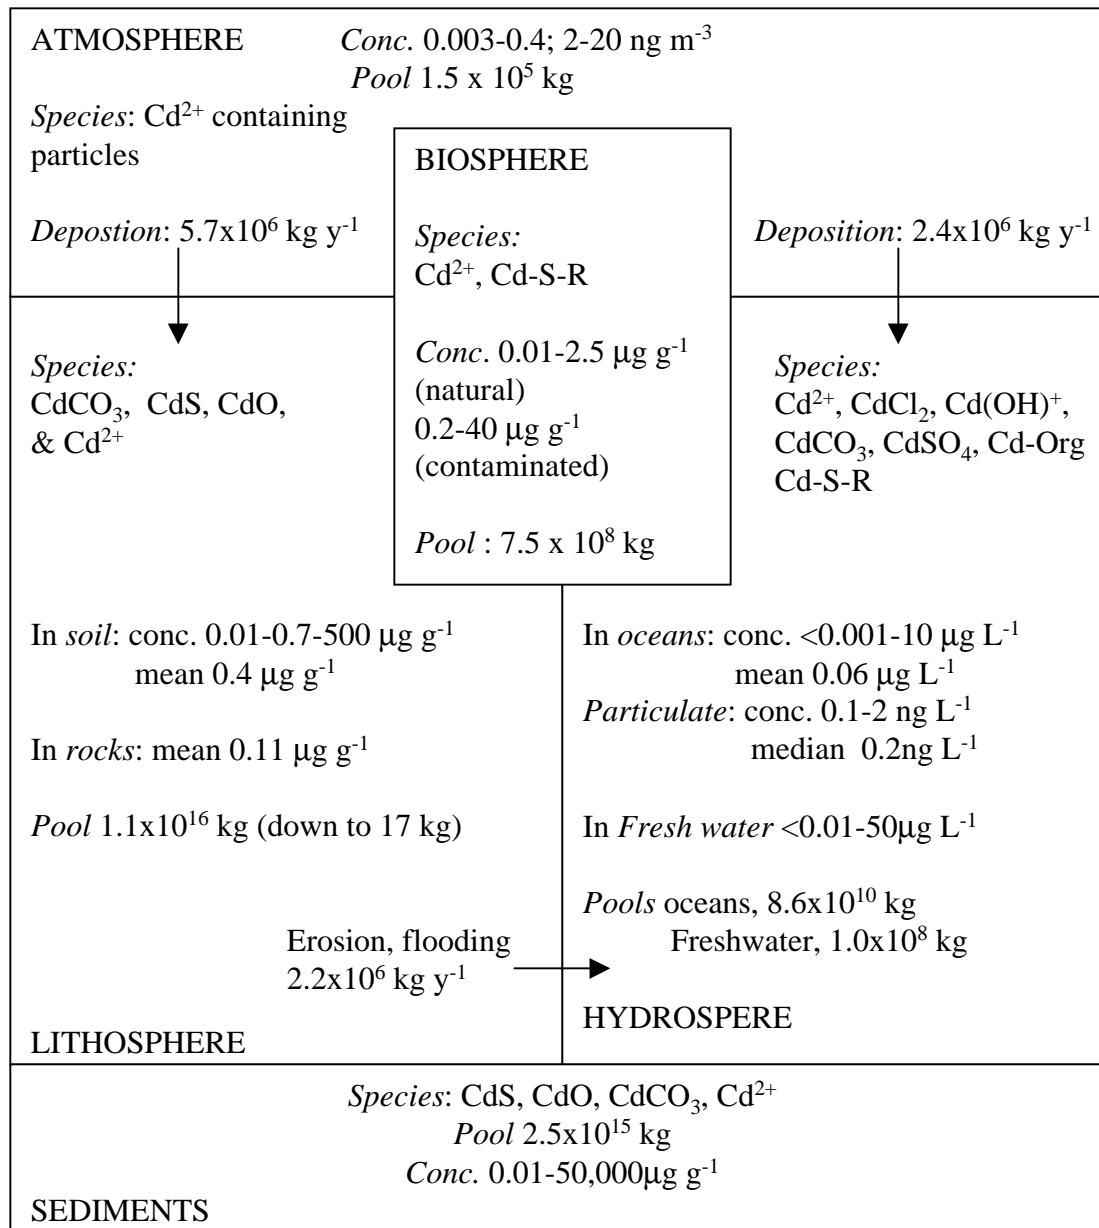 ATMOSPHERE
Conc. 0.003-0.4; 2-20 ng m⁻³
Pool 1.5 x 10⁵ kg
Species: Cd²⁺ containing
particles
Depostion: 5.7x10⁶ kg y⁻¹
BIOSPHERE
Species:
Cd²⁺, Cd-S-R
Conc. 0.01-2.5 μg g⁻¹
(natural)
0.2-40 μg g⁻¹
(contaminated)
Pool : 7.5 x 10⁸ kg
Deposition: 2.4x10⁶ kg y⁻¹
Species:
CdCO₃, CdS, CdO,
& Cd²⁺
In soil: conc. 0.01-0.7-500 μg g⁻¹
mean 0.4 μg g⁻¹
In rocks: mean 0.11 μg g⁻¹
Pool 1.1x10¹⁶ kg (down to 17 kg)
Erosion, flooding
2.2x10⁶ kg y⁻¹
LITHOSPHERE
Species:
Cd²⁺, CdCl₂, Cd(OH)⁺,
CdCO₃, CdSO₄, Cd-Org
Cd-S-R
In oceans: conc. <0.001-10 μg L⁻¹
mean 0.06 μg L⁻¹
Particulate: conc. 0.1-2 ng L⁻¹
median 0.2ng L⁻¹
In Fresh water <0.01-50μg L⁻¹
Pools oceans, 8.6x10¹⁰ kg
Freshwater, 1.0x10⁸ kg
HYDROSPERE
Species: CdS, CdO, CdCO₃, Cd²⁺
Pool 2.5x10¹⁵ kg
Conc. 0.01-50,000μg g⁻¹
SEDIMENTS